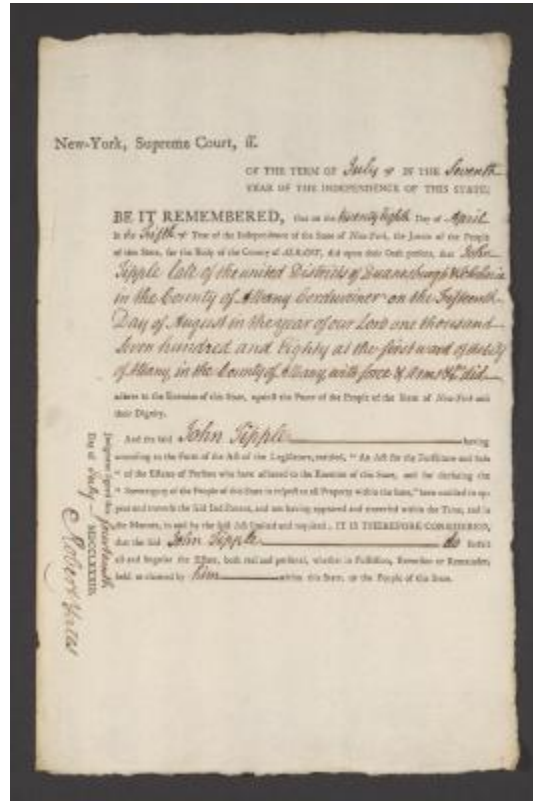 New-York, Supreme Court, ss.
OF THE TERM OF July IN THE Seventh
YEAR OF THE INDEPENDENCE OF THIS STATE:
BE IT REMEMBERED, that on the twenty Eighth Day of April
in the Fifth Year of the Independence of the State of New-York, the Jurors of the People
of this State, for the Body of the County of ALBANY, did upon their Oath present, that John
Tipple late of the united Districts of Duanesburgh & Schoharie
in the County of Albany Cordwainer on the Fifteenth
Day of August in the year of our Lord one thousand
Seven hundred and Eighty at the first ward of the City
of Albany, in the County of Albany, with force & Arms &c. did
adhere to the Enemies of this State, against the Peace of the People of the State of New-York and
their Dignity.
And the said John Tipple having
according to the Form of the Act of the Legislature, entitled, "An Act for the Forfeiture and Sale
" of the Estates of Persons who have adhered to the Enemies of this State, and for declaring the
" Sovereignty of the People of this State in respect to all Property within the same," been notified to ap-
pear and traverse the said Indictment, and not having appeared and traversed within the Time, and in
the Manner, in and by the said Act limited and required; IT IS THEREFORE CONSIDERED,
that the said John Tipple do forfeit
all and singular the Estate, both real and personal, whether in Possession, Reversion or Remainder,
held or claimed by him within this State, to the People of this State.
Judgment signed this fourteenth
Day of July MDCCLXXXIII.
Robert Yates